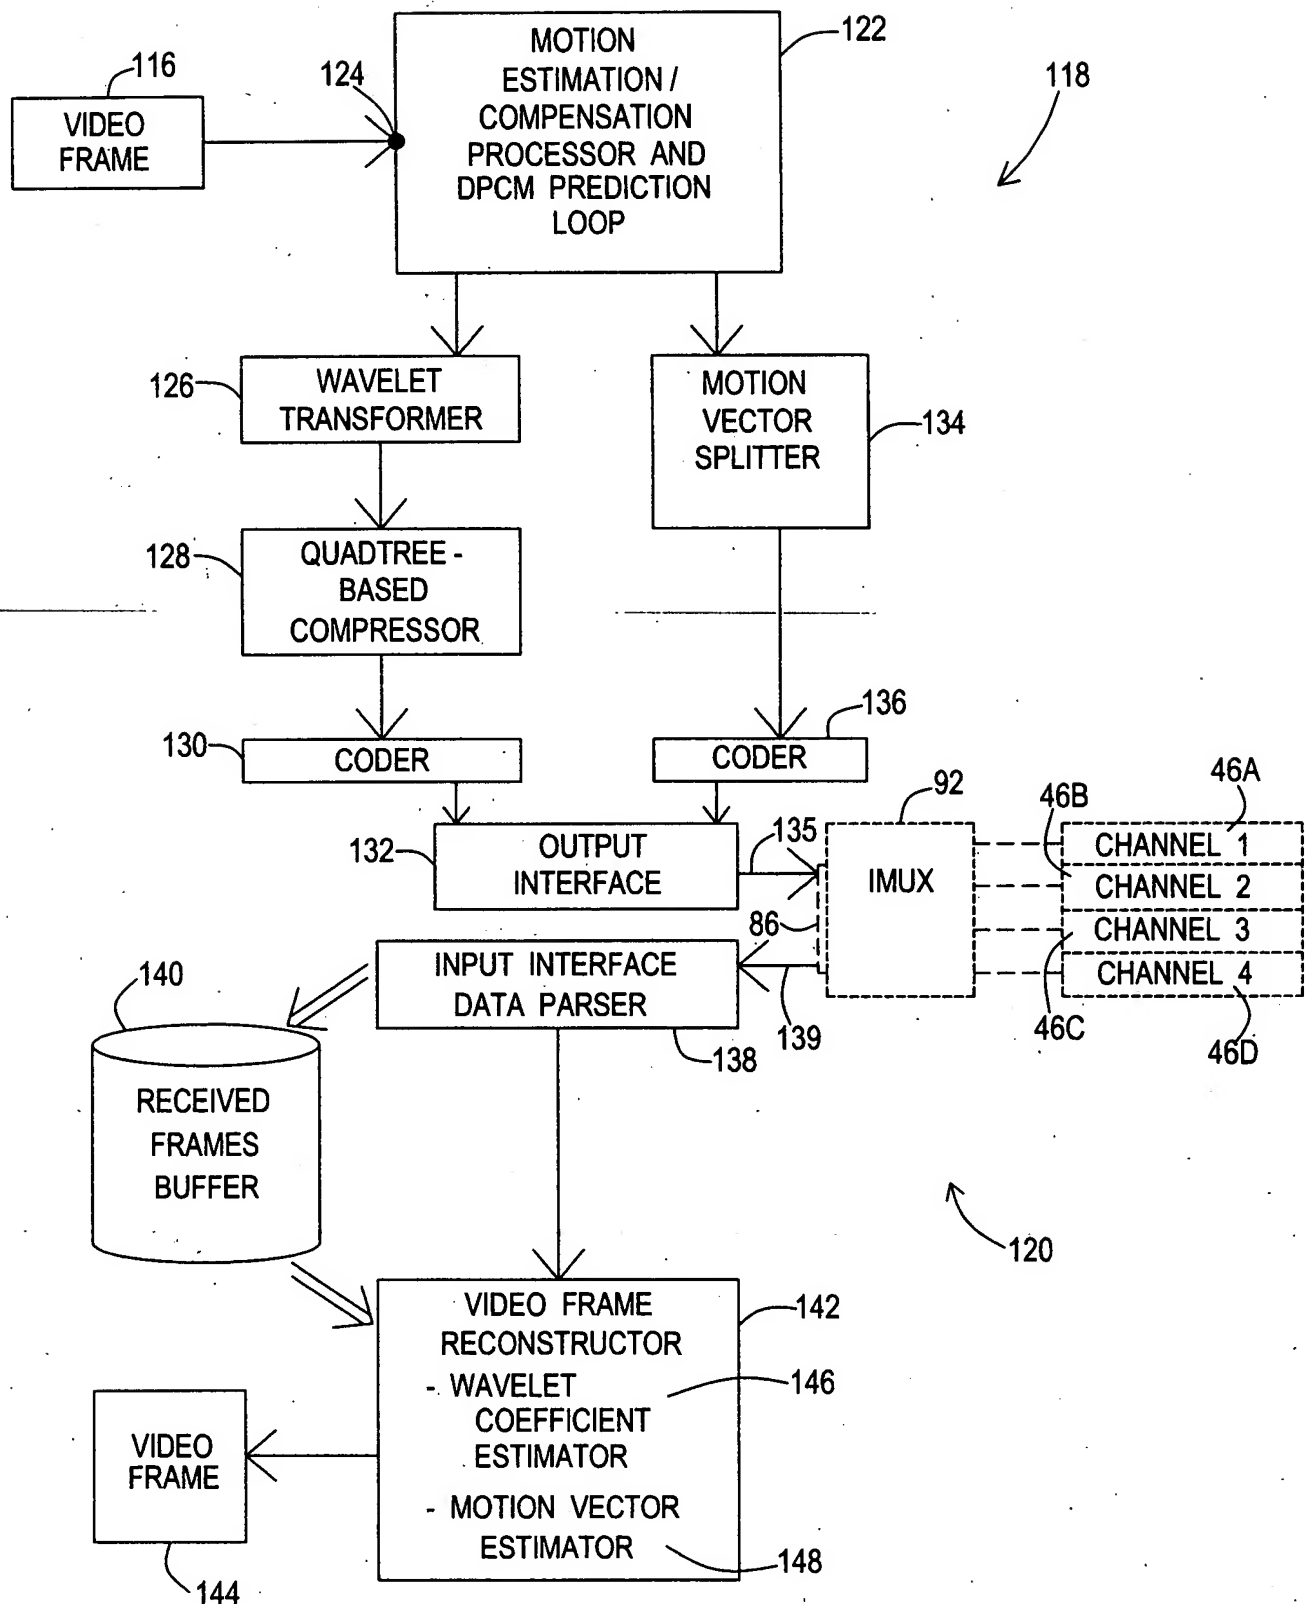 116
VIDEO
FRAME
124
MOTION
ESTIMATION /
COMPENSATION
PROCESSOR AND
DPCM PREDICTION
LOOP
122
118
126
WAVELET
TRANSFORMER
MOTION
VECTOR
SPLITTER
134
128
QUADTREE -
BASED
COMPRESSOR
130
CODER
136
CODER
132
OUTPUT
INTERFACE
135
86
92
IMUX
46A
46B
CHANNEL 1
CHANNEL 2
CHANNEL 3
CHANNEL 4
46C
46D
INPUT INTERFACE
DATA PARSER
138
139
140
RECEIVED
FRAMES
BUFFER
120
VIDEO FRAME
RECONSTRUCTOR
- WAVELET
COEFFICIENT
ESTIMATOR
- MOTION VECTOR
ESTIMATOR
142
146
148
VIDEO
FRAME
144